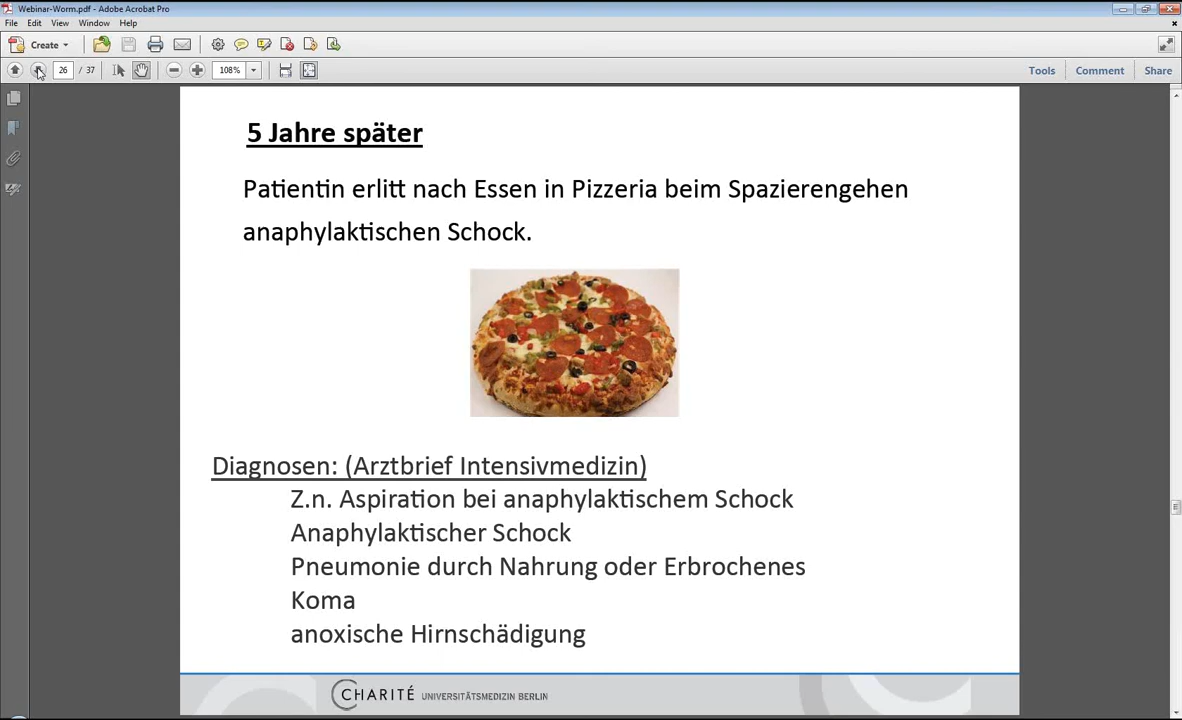 Webinar-Worm.pdf - Adobe Acrobat Pro
File Edit View Window Help
Create
26 / 37 108% Tools Comment Share
5 Jahre später
Patientin erlitt nach Essen in Pizzeria beim Spazierengehen
anaphylaktischen Schock.
Diagnosen: (Arztbrief Intensivmedizin)
Z.n. Aspiration bei anaphylaktischem Schock
Anaphylaktischer Schock
Pneumonie durch Nahrung oder Erbrochenes
Koma
anoxische Hirnschädigung
CHARITÉ UNIVERSITÄTSMEDIZIN BERLIN